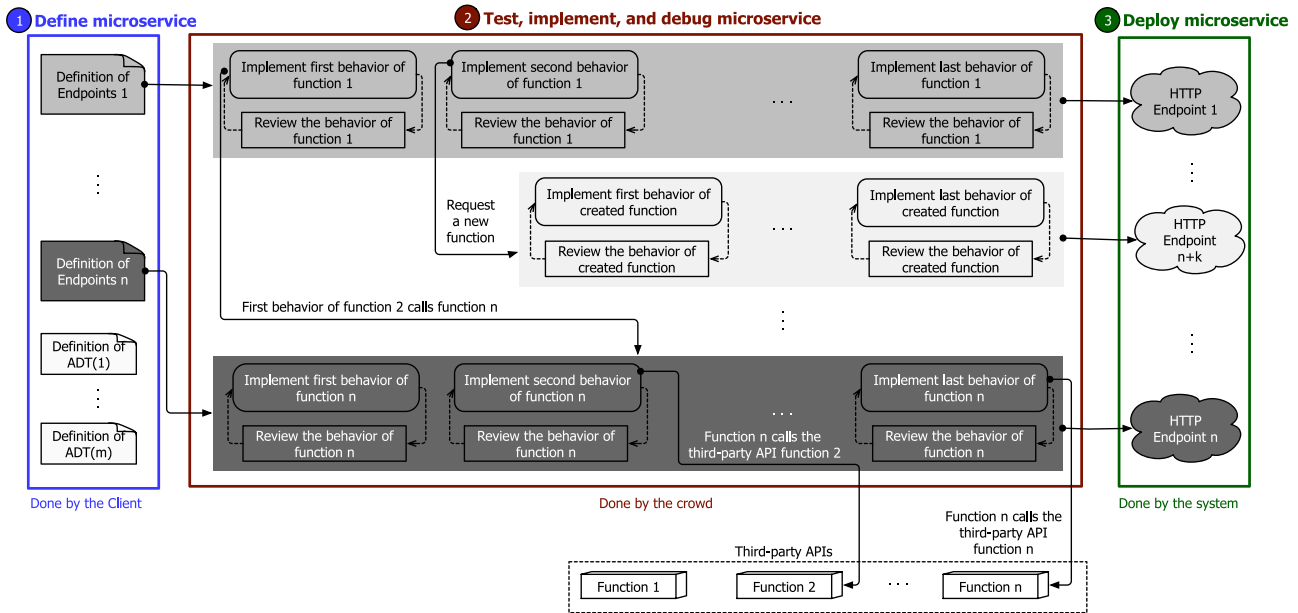 1 Define microservice
2 Test, implement, and debug microservice
3 Deploy microservice
Definition of
Endpoints 1
⋮
Definition of
Endpoints n
Definition of
ADT(1)
⋮
Definition of
ADT(m)
Done by the Client
Implement first behavior of
function 1
Review the behavior of
function 1
Implement second behavior
of function 1
Review the behavior of
function 1
...
Implement last behavior of
function 1
Review the behavior of
function 1
Request
a new
function
Implement first behavior of
created function
Review the behavior of
created function
...
Implement last behavior of
created function
Review the behavior of
created function
First behavior of function 2 calls function n
⋮
Implement first behavior of
function n
Review the behavior of
function n
Implement second behavior
of function n
Review the behavior of
function n
...
Implement last behavior of
function n
Review the behavior of
function n
Function n calls the
third-party API function 2
Done by the crowd
HTTP
Endpoint 1
⋮
HTTP
Endpoint
n+k
⋮
HTTP
Endpoint n
Done by the system
Function n calls the
third-party API
function n
Third-party APIs
Function 1
Function 2
...
Function n